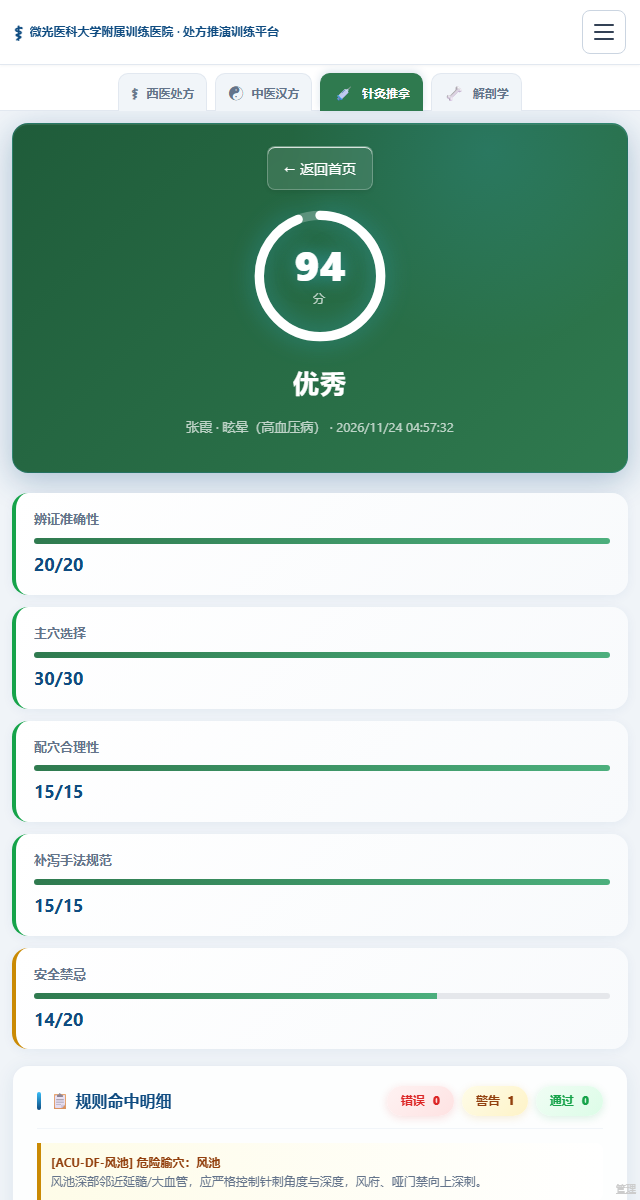 微光医科大学附属训练医院 · 处方推演训练平台
西医处方 中医汉方 针灸推拿 解剖学
← 返回首页
94
分
优秀
张霞 · 眩晕（高血压病） · 2026/11/24 04:57:32
辨证准确性
20/20
主穴选择
30/30
配穴合理性
15/15
补泻手法规范
15/15
安全禁忌
14/20
规则命中明细 错误 0 警告 1 通过 0
[ACU-DF-风池] 危险腧穴：风池
风池深部邻近延髓/大血管，应严格控制针刺角度与深度，风府、哑门禁向上深刺。
管理